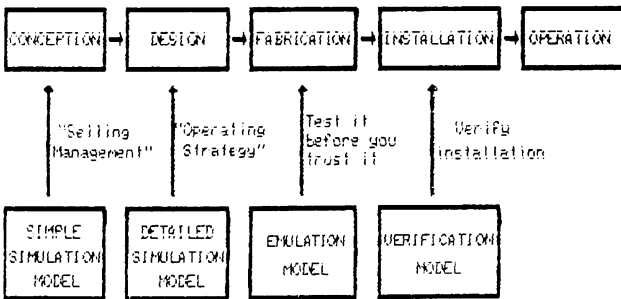 CONCEPTION
DESIGN
FABRICATION
INSTALLATION
OPERATION
"Selling
Management"
"Operating
Strategy"
Test it
before you
trust it
Verify
installation
SIMPLE
SIMULATION
MODEL
DETAILED
SIMULATION
MODEL
EMULATION
MODEL
VERIFICATION
MODEL